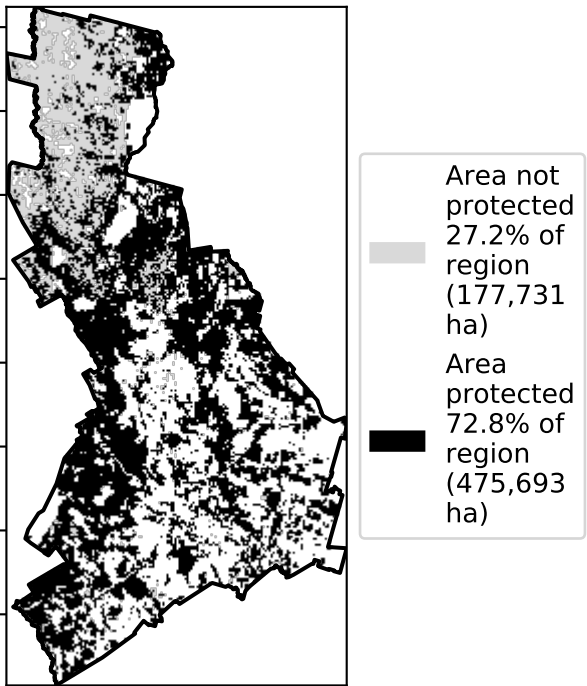 Area not
protected
27.2% of
region
(177,731
ha)
Area
protected
72.8% of
region
(475,693
ha)